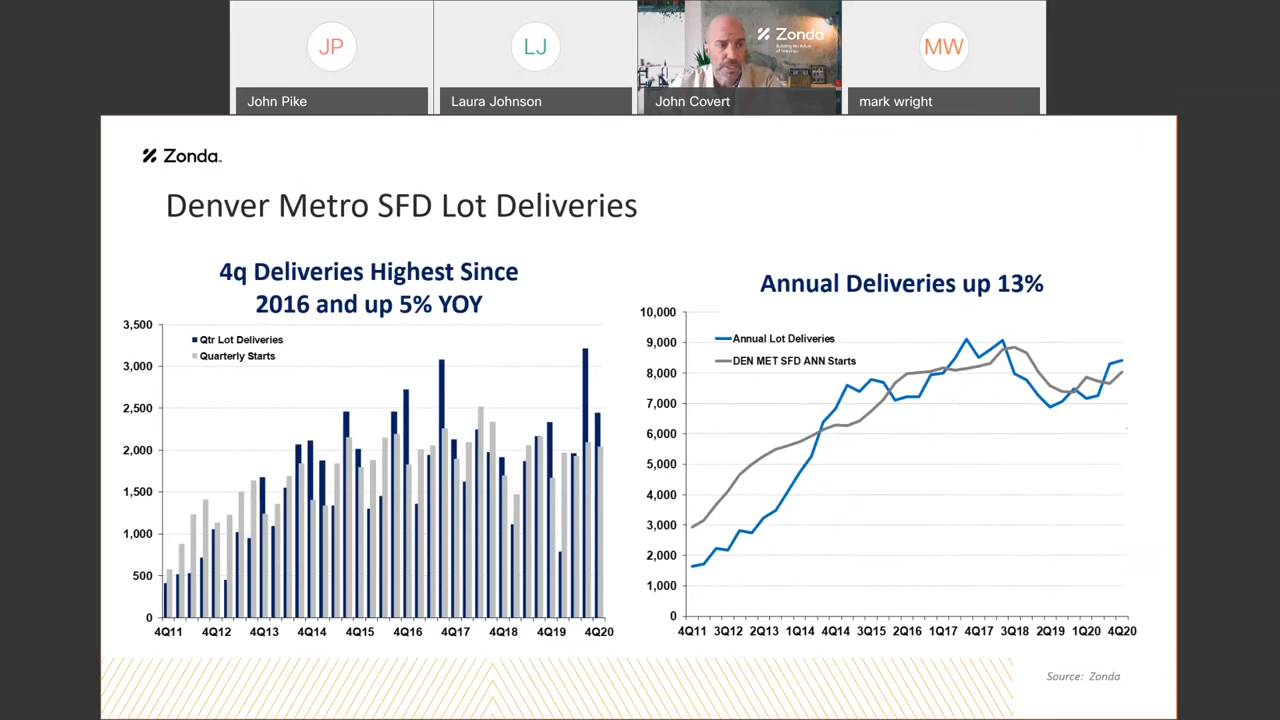 JP
LJ
Zonda
MW
John Pike
Laura Johnson
John Covert
mark wright
Zonda
Denver Metro SFD Lot Deliveries
4q Deliveries Highest Since
2016 and up 5% YOY
3,500
3,000
2,500
2,000
1,500
1,000
500
0
Qtr Lot Deliveries
Quarterly Starts
4Q11 4Q12 4Q13 4Q14 4Q15 4Q16 4Q17 4Q18 4Q19 4Q20
Annual Deliveries up 13%
10,000
9,000
8,000
7,000
6,000
5,000
4,000
3,000
2,000
1,000
0
Annual Lot Deliveries
DEN MET SFD ANN Starts
4Q11 3Q12 2Q13 1Q14 4Q14 3Q15 2Q16 1Q17 4Q17 3Q18 2Q19 1Q20 4Q20
Source: Zonda